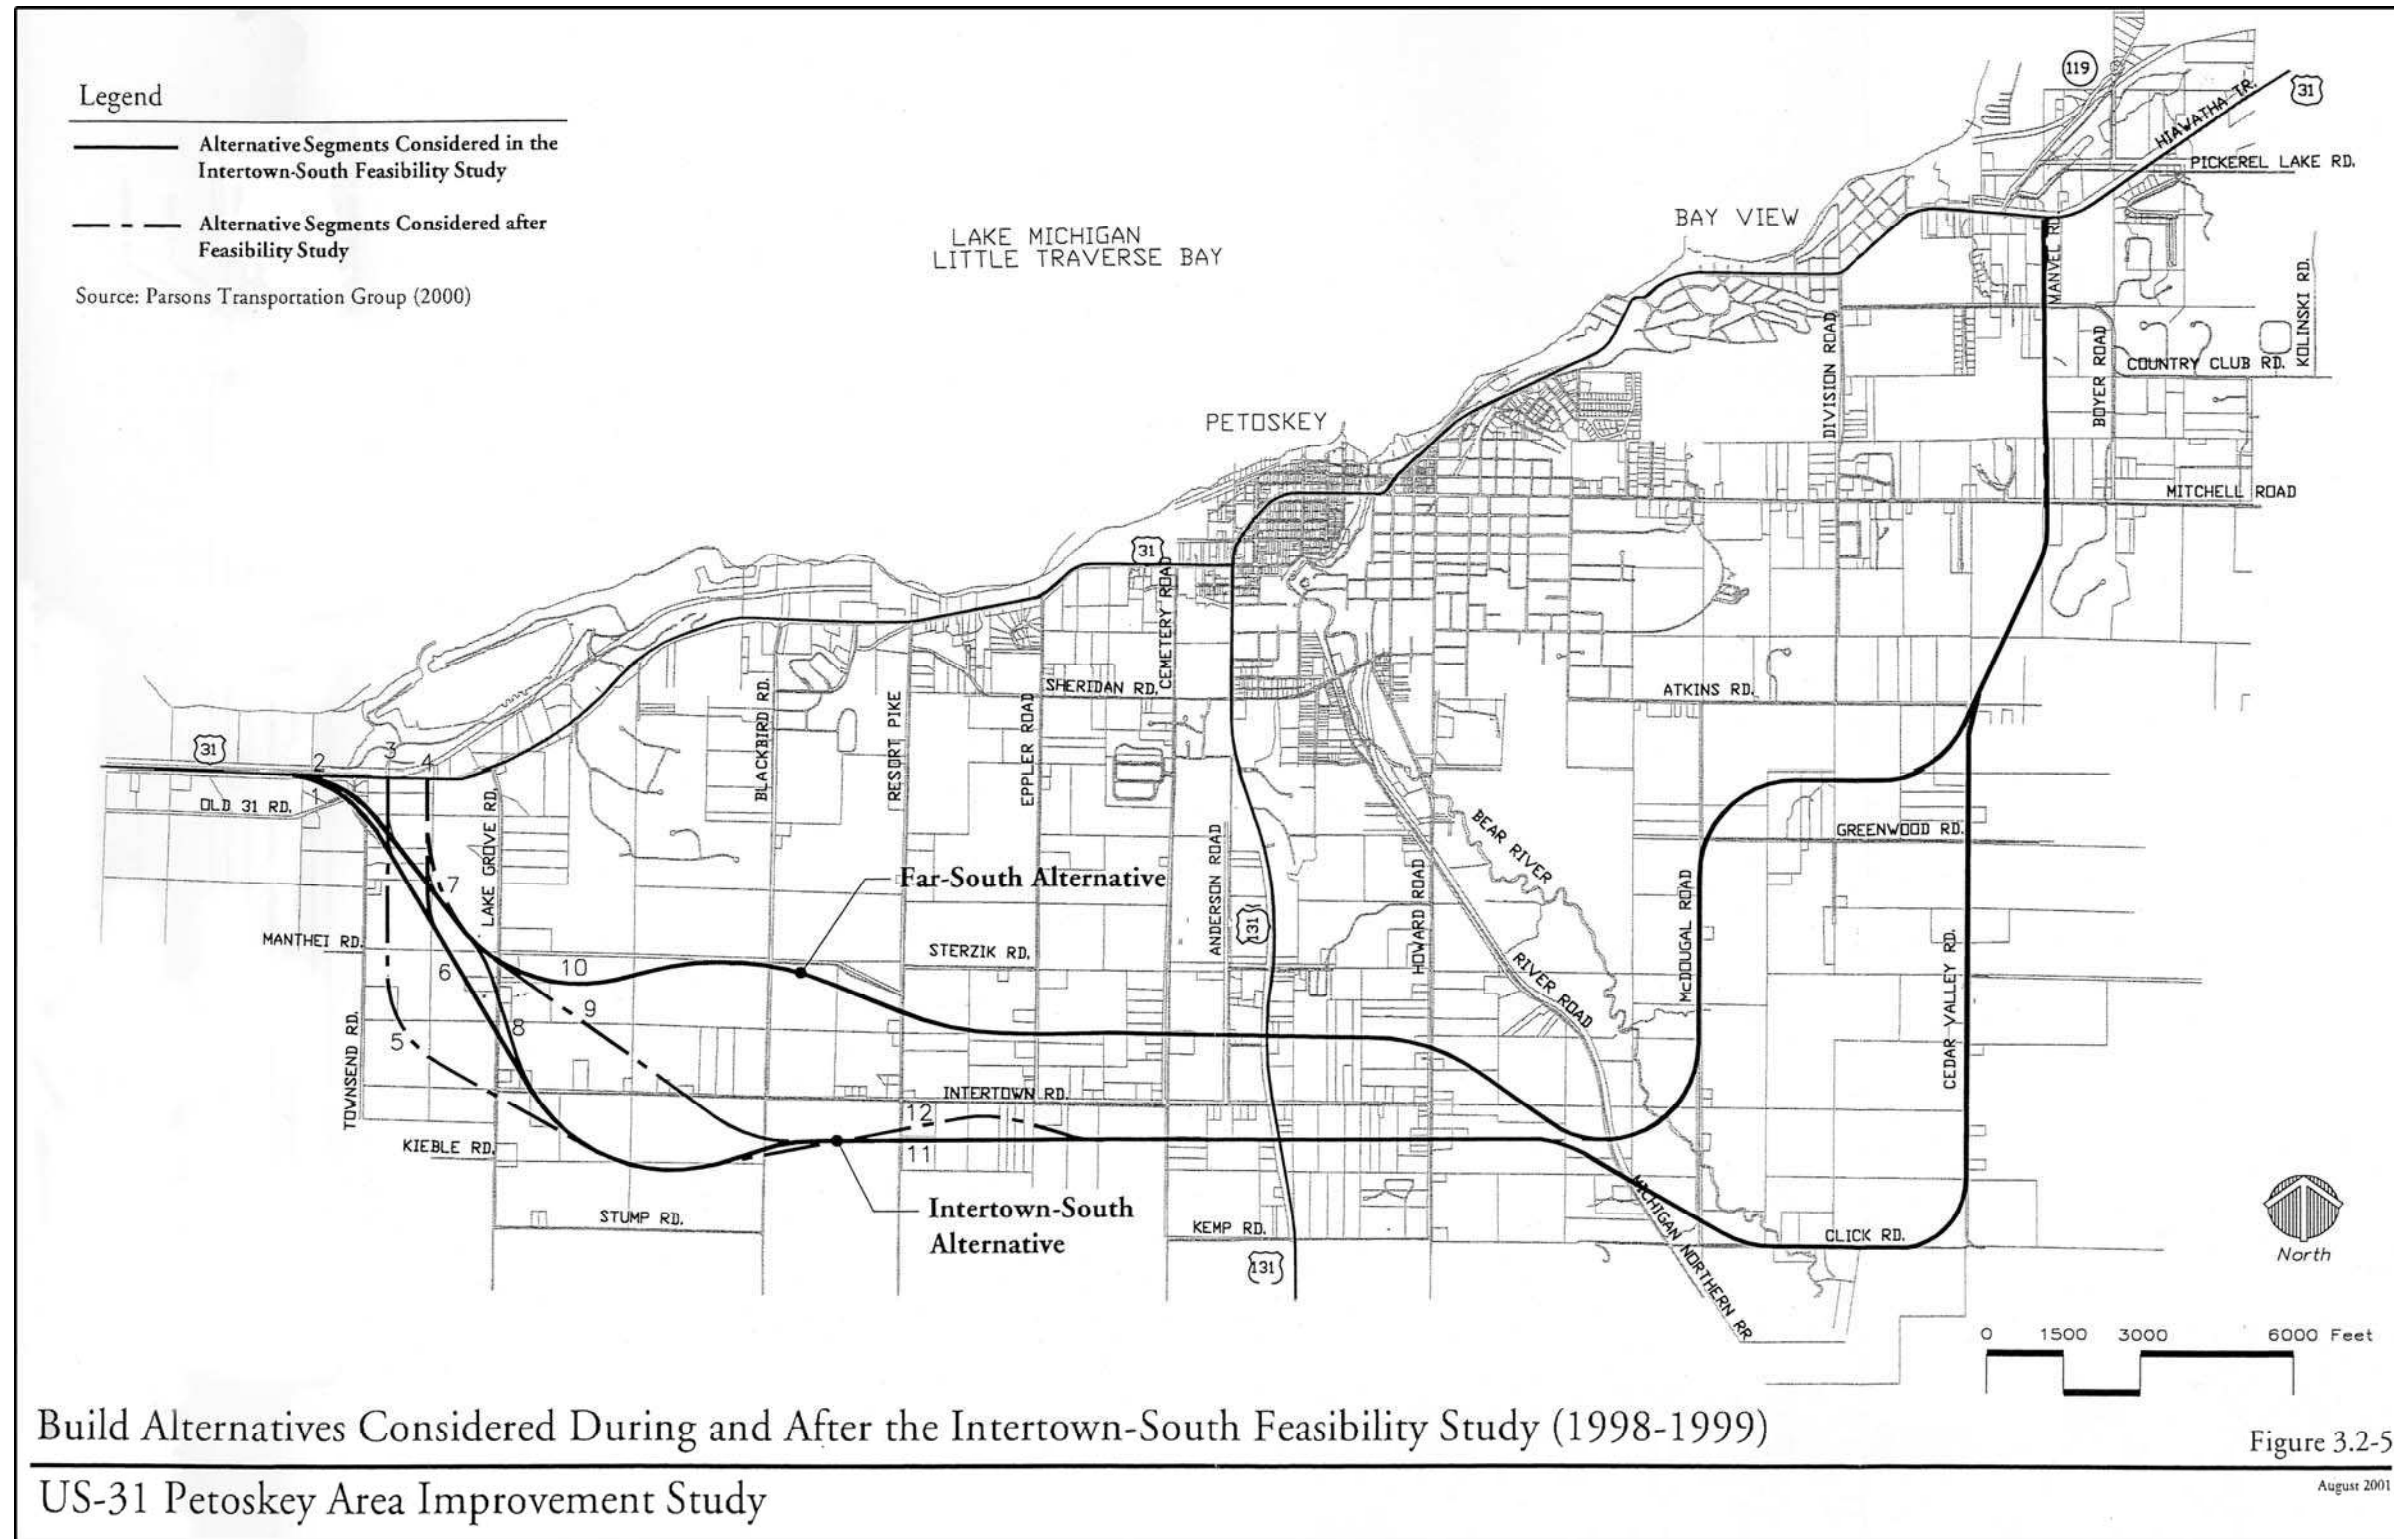 Legend
Alternative Segments Considered in the
Intertown-South Feasibility Study
Alternative Segments Considered after
Feasibility Study
Source: Parsons Transportation Group (2000)
LAKE MICHIGAN
LITTLE TRAVERSE BAY
BAY VIEW
PETOSKEY
119
31
HIAWATHA TR.
PICKEREL LAKE RD.
MANVEL RD.
KOLINSKI RD.
DIVISION ROAD
BOYER ROAD
COUNTRY CLUB RD.
MITCHELL ROAD
31
CEMETERY ROAD
SHERIDAN RD.
ATKINS RD.
BLACKBIRD RD.
RESORT PIKE
EPPLER ROAD
31
2
3
4
1
OLD 31 RD.
LAKE GROVE RD.
BEAR RIVER
GREENWOOD RD.
7
Far-South Alternative
ANDERSON ROAD
131
HOWARD ROAD
McDOUGAL ROAD
MANTHEI RD.
6
10
STERZIK RD.
RIVER ROAD
CEDAR VALLEY RD.
9
8
5
TOWNSEND RD.
INTERTOWN RD.
12
11
KIEBLE RD.
Intertown-South
Alternative
STUMP RD.
KEMP RD.
131
MICHIGAN NORTHERN RR
CLICK RD.
North
0 1500 3000 6000 Feet
Build Alternatives Considered During and After the Intertown-South Feasibility Study (1998-1999)
Figure 3.2-5
US-31 Petoskey Area Improvement Study
August 2001